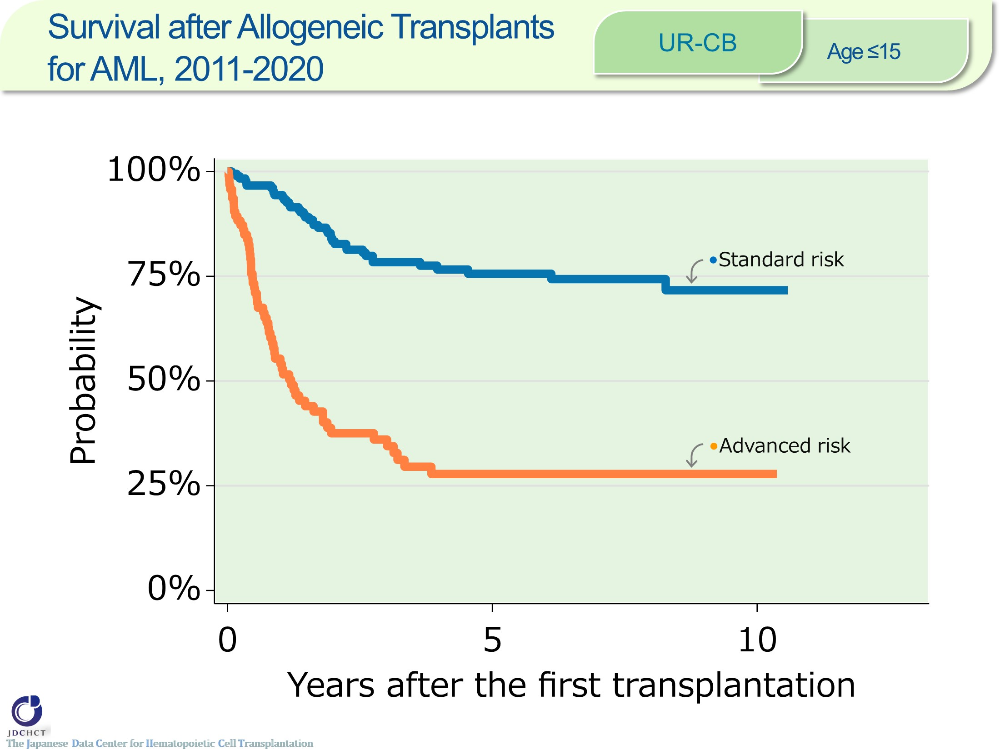 Survival after Allogeneic Transplants
for AML, 2011-2020
UR-CB
Age ≤15
100%
75%
50%
25%
0%
Probability
Standard risk
Advanced risk
0
5
10
Years after the first transplantation
JDCHCT
The Japanese Data Center for Hematopoietic Cell Transplantation